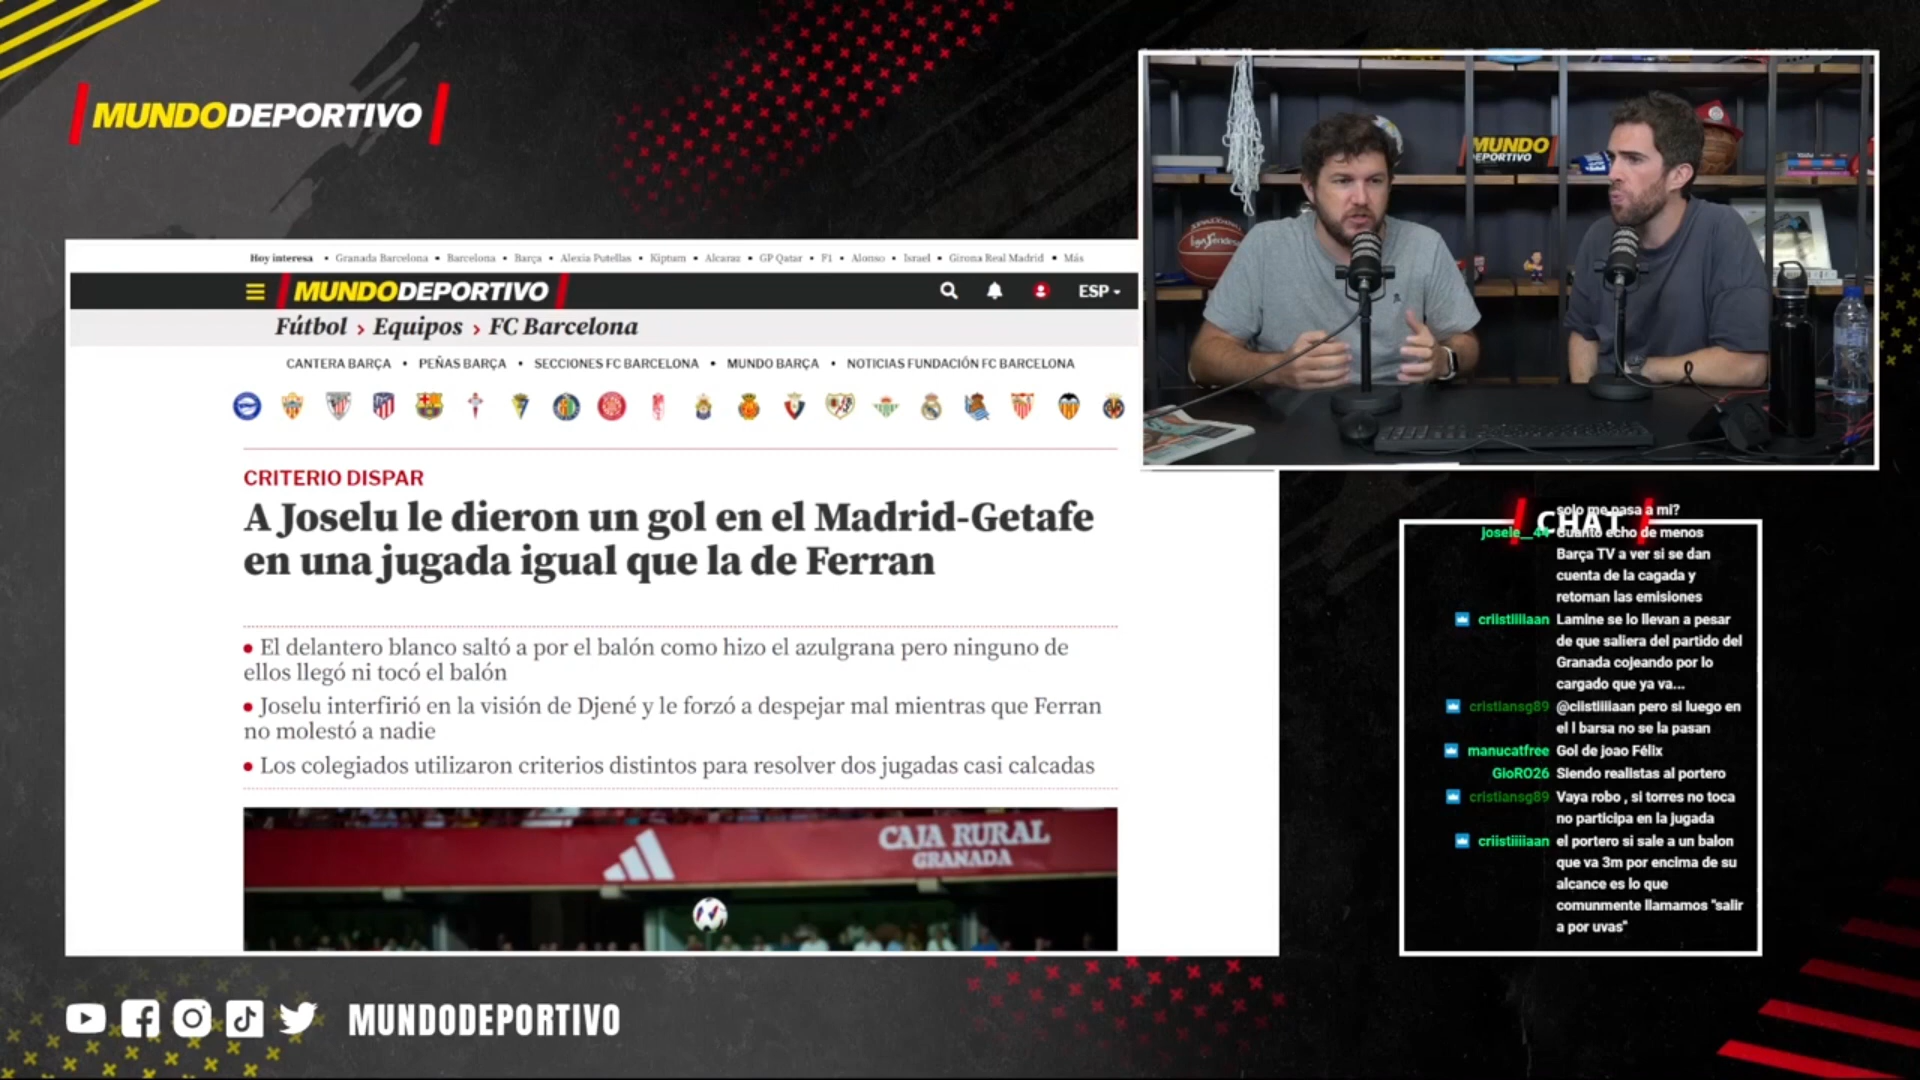 MUNDODEPORTIVO
Hoy interesa • Granada Barcelona • Barcelona • Barça • Alexia Putellas • Kiptum • Alcaraz • GP Qatar • F1 • Alonso • Israel • Girona Real Madrid • Más
MUNDODEPORTIVO
ESP
Fútbol › Equipos › FC Barcelona
CANTERA BARÇA • PEÑAS BARÇA • SECCIONES FC BARCELONA • MUNDO BARÇA • NOTICIAS FUNDACIÓN FC BARCELONA
CRITERIO DISPAR
A Joselu le dieron un gol en el Madrid-Getafe
en una jugada igual que la de Ferran
• El delantero blanco saltó a por el balón como hizo el azulgrana pero ninguno de
ellos llegó ni tocó el balón
• Joselu interfirió en la visión de Djené y le forzó a despejar mal mientras que Ferran
no molestó a nadie
• Los colegiados utilizaron criterios distintos para resolver dos jugadas casi calcadas
CAJA RURAL
GRANADA
MUNDO
DEPORTIVO
CHAT
solo me pasa a mi?
josele__44 Cuanto echo de menos
Barça TV a ver si se dan
cuenta de la cagada y
retoman las emisiones
criistiiiiaan Lamine se lo llevan a pesar
de que saliera del partido del
Granada cojeando por lo
cargado que ya va...
cristiansg89 @ciistiiiiaan pero si luego en
el l barsa no se la pasan
manucatfree Gol de joao Félix
GioRO26 Siendo realistas al portero
cristiansg89 Vaya robo , si torres no toca
no participa en la jugada
criistiiiiaan el portero si sale a un balon
que va 3m por encima de su
alcance es lo que
comunmente llamamos "salir
a por uvas"
MUNDODEPORTIVO